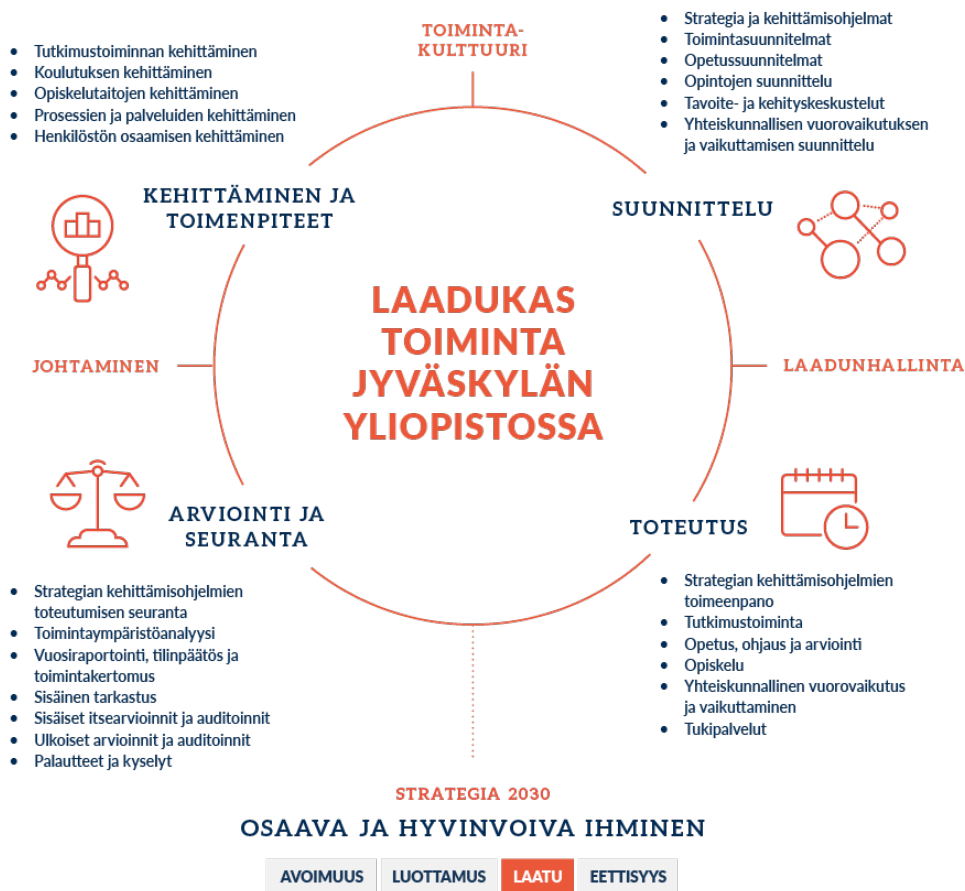 TOIMINTA-
KULTTUURI
• Tutkimustoiminnan kehittäminen
• Koulutuksen kehittäminen
• Opiskelutaitojen kehittäminen
• Prosessien ja palveluiden kehittäminen
• Henkilöstön osaamisen kehittäminen
KEHITTÄMINEN JA
TOIMENPITEET
• Strategia ja kehittämisohjelmat
• Toimintasuunnitelmat
• Opetussuunnitelmat
• Opintojen suunnittelu
• Tavoite- ja kehityskeskustelut
• Yhteiskunnallisen vuorovaikutuksen
ja vaikuttamisen suunnittelu
SUUNNITTELU
LAADUKAS
TOIMINTA
JYVÄSKYLÄN
YLIOPISTOSSA
JOHTAMINEN
LAADUNHALLINTA
ARVIOINTI JA
SEURANTA
• Strategian kehittämisohjelmien
toteutumisen seuranta
• Toimintaympäristöanalyysi
• Vuosiraportointi, tilinpäätös ja
toimintakertomus
• Sisäinen tarkastus
• Sisäiset itsearvioinnit ja auditoinnit
• Ulkoiset arvioinnit ja auditoinnit
• Palautteet ja kyselyt
TOTEUTUS
• Strategian kehittämisohjelmien
toimeenpano
• Tutkimustoiminta
• Opetus, ohjaus ja arviointi
• Opiskelu
• Yhteiskunnallinen vuorovaikutus
ja vaikuttaminen
• Tukipalvelut
STRATEGIA 2030
OSAAVA JA HYVINVOIVA IHMINEN
AVOIMUUS LUOTTAMUS LAATU EETTISYYS